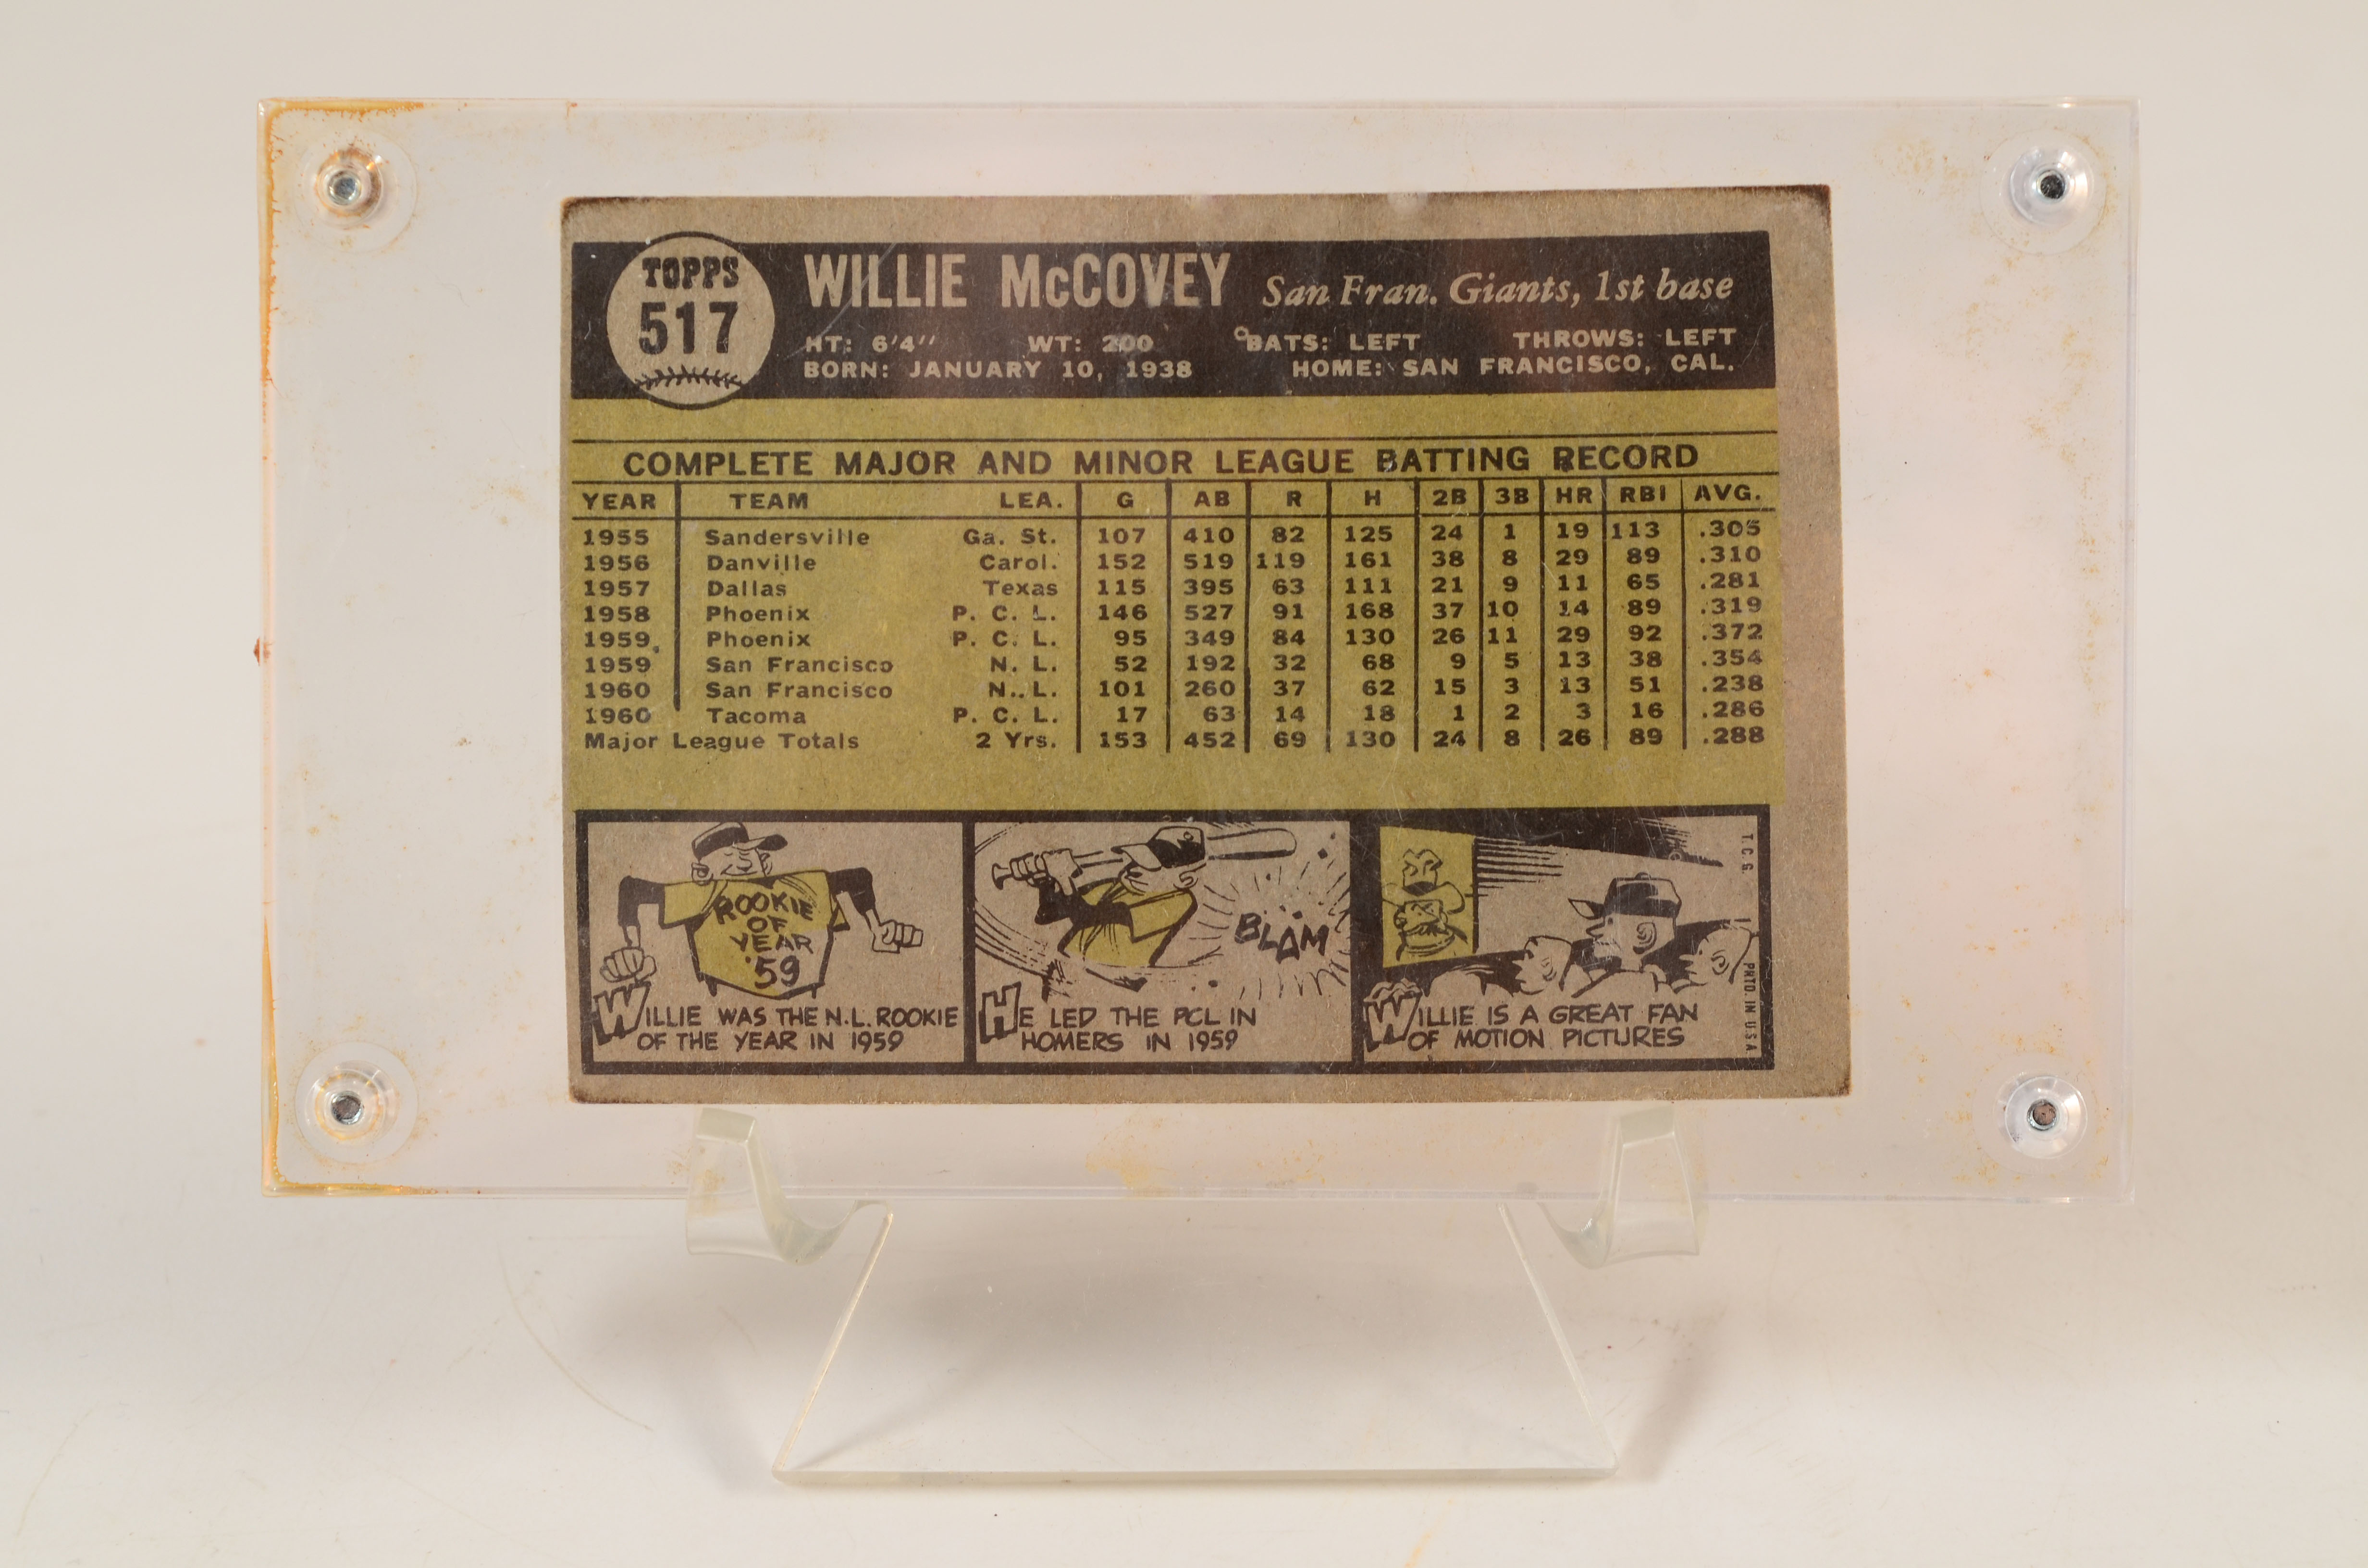 TOPPS
517
WILLIE McCOVEY San Fran. Giants, 1st base
HT: 6'4" WT: 200 BATS: LEFT THROWS: LEFT
BORN: JANUARY 10, 1938 HOME: SAN FRANCISCO, CAL.
COMPLETE MAJOR AND MINOR LEAGUE BATTING RECORD
YEAR TEAM LEA. G AB R H 2B 3B HR RBI AVG.
1955 Sandersville Ga. St. 107 410 82 125 24 1 19 113 .305
1956 Danville Carol. 152 519 119 161 38 8 29 89 .310
1957 Dallas Texas 115 395 63 111 21 9 11 65 .281
1958 Phoenix P. C. L. 146 527 91 168 37 10 14 89 .319
1959 Phoenix P. C. L. 95 349 84 130 26 11 29 92 .372
1959 San Francisco N. L. 52 192 32 68 9 5 13 38 .354
1960 San Francisco N. L. 101 260 37 62 15 3 13 51 .238
1960 Tacoma P. C. L. 17 63 14 18 1 2 3 16 .286
Major League Totals 2 Yrs. 153 452 69 130 24 8 26 89 .288
ROOKIE
OF
YEAR
'59
WILLIE WAS THE N.L. ROOKIE
OF THE YEAR IN 1959
BLAM
HE LED THE PCL IN
HOMERS IN 1959
WILLIE IS A GREAT FAN
OF MOTION PICTURES
T.C.G. PRTD. IN U.S.A.